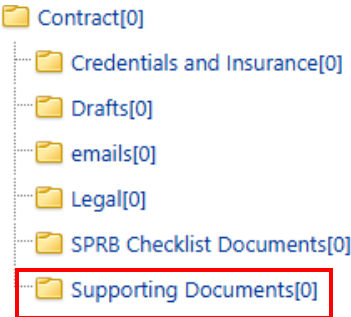 Contract[0]
Credentials and Insurance[0]
Drafts[0]
emails[0]
Legal[0]
SPRB Checklist Documents[0]
Supporting Documents[0]